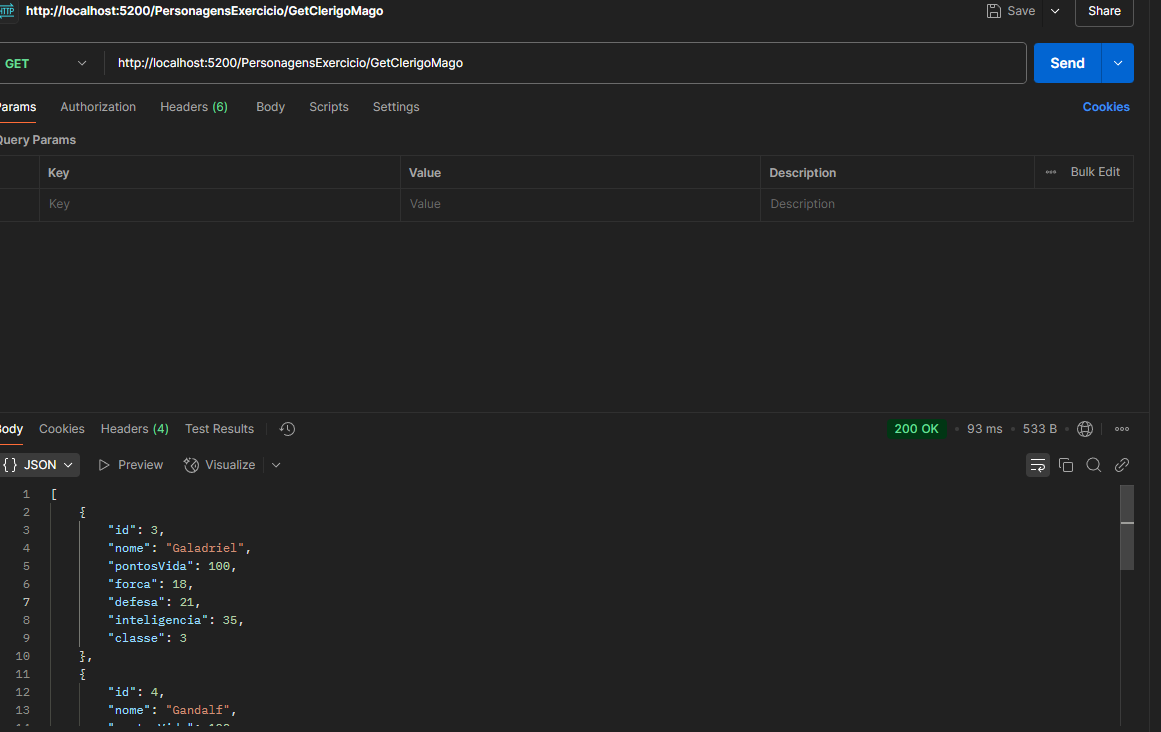 HTTP http://localhost:5200/PersonagensExercicio/GetClerigoMago Save Share
GET http://localhost:5200/PersonagensExercicio/GetClerigoMago Send
Params Authorization Headers (6) Body Scripts Settings Cookies
Query Params
Key Value Description Bulk Edit
Key Value Description
Body Cookies Headers (4) Test Results 200 OK 93 ms 533 B
{} JSON Preview Visualize
1 [
2 {
3 "id": 3,
4 "nome": "Galadriel",
5 "pontosVida": 100,
6 "forca": 18,
7 "defesa": 21,
8 "inteligencia": 35,
9 "classe": 3
10 },
11 {
12 "id": 4,
13 "nome": "Gandalf",